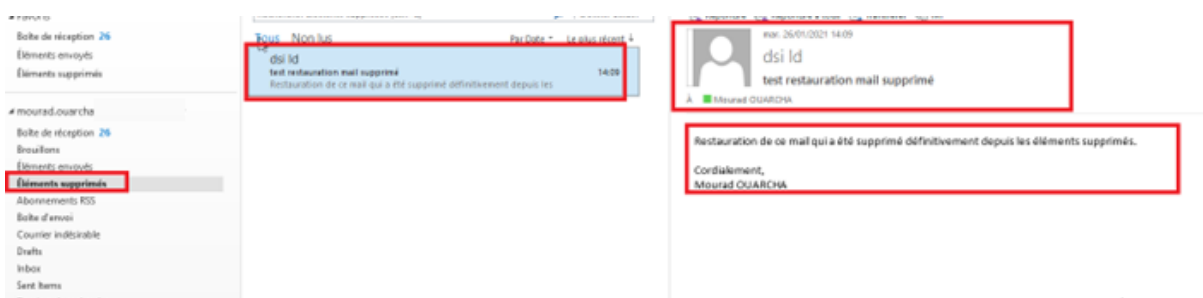 Favoris
Boîte de réception 26
Éléments envoyés
Éléments supprimés
mourad.ouarcha
Boîte de réception 26
Brouillons
Éléments envoyés
Éléments supprimés
Abonnements RSS
Boîte d'envoi
Courrier indésirable
Drafts
Inbox
Sent Items
Tous Non lus Par Date Le plus récent ↓
dsi ld
test restauration mail supprimé 14:09
Restauration de ce mail qui a été supprimé définitivement depuis les
mar. 26/01/2021 14:09
dsi ld
test restauration mail supprimé
À Mourad OUARCHA
Restauration de ce mail qui a été supprimé définitivement depuis les éléments supprimés.
Cordialement,
Mourad OUARCHA